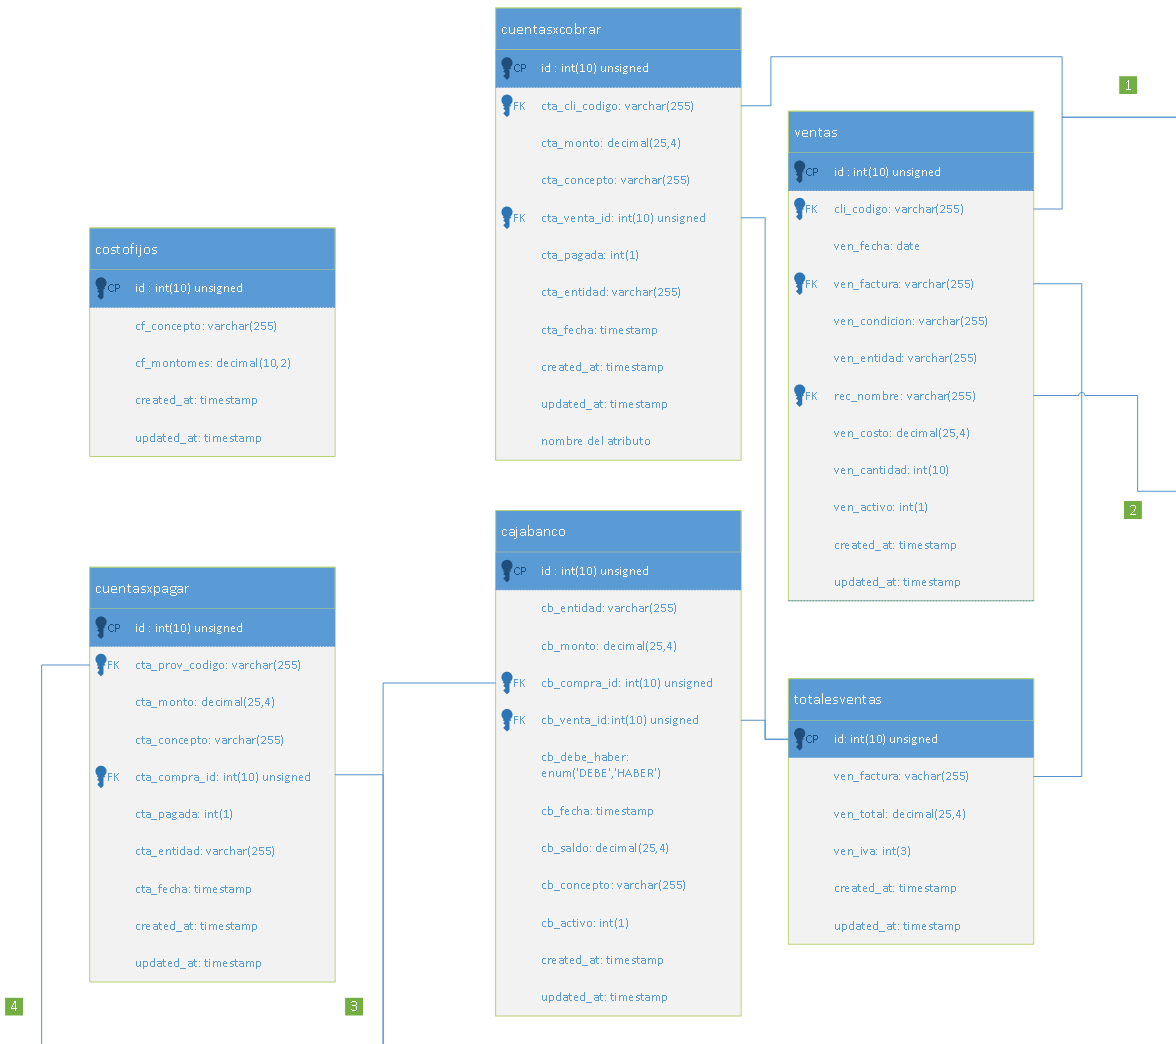 cuentasxcobrar
CP id : int(10) unsigned
FK cta_cli_codigo: varchar(255)
cta_monto: decimal(25,4)
cta_concepto: varchar(255)
FK cta_venta_id: int(10) unsigned
cta_pagada: int(1)
cta_entidad: varchar(255)
cta_fecha: timestamp
created_at: timestamp
updated_at: timestamp
nombre del atributo
1
ventas
CP id : int(10) unsigned
FK cli_codigo: varchar(255)
ven_fecha: date
FK ven_factura: varchar(255)
ven_condicion: varchar(255)
ven_entidad: varchar(255)
FK rec_nombre: varchar(255)
ven_costo: decimal(25,4)
ven_cantidad: int(10)
ven_activo: int(1)
created_at: timestamp
updated_at: timestamp
2
costofijos
CP id : int(10) unsigned
cf_concepto: varchar(255)
cf_montomes: decimal(10,2)
created_at: timestamp
updated_at: timestamp
cajabanco
CP id : int(10) unsigned
cb_entidad: varchar(255)
cb_monto: decimal(25,4)
FK cb_compra_id: int(10) unsigned
FK cb_venta_id:int(10) unsigned
cb_debe_haber:
enum('DEBE','HABER')
cb_fecha: timestamp
cb_saldo: decimal(25,4)
cb_concepto: varchar(255)
cb_activo: int(1)
created_at: timestamp
updated_at: timestamp
cuentasxpagar
CP id : int(10) unsigned
FK cta_prov_codigo: varchar(255)
cta_monto: decimal(25,4)
cta_concepto: varchar(255)
FK cta_compra_id: int(10) unsigned
cta_pagada: int(1)
cta_entidad: varchar(255)
cta_fecha: timestamp
created_at: timestamp
updated_at: timestamp
totalesventas
CP id: int(10) unsigned
ven_factura: vachar(255)
ven_total: decimal(25,4)
ven_iva: int(3)
created_at: timestamp
updated_at: timestamp
4
3